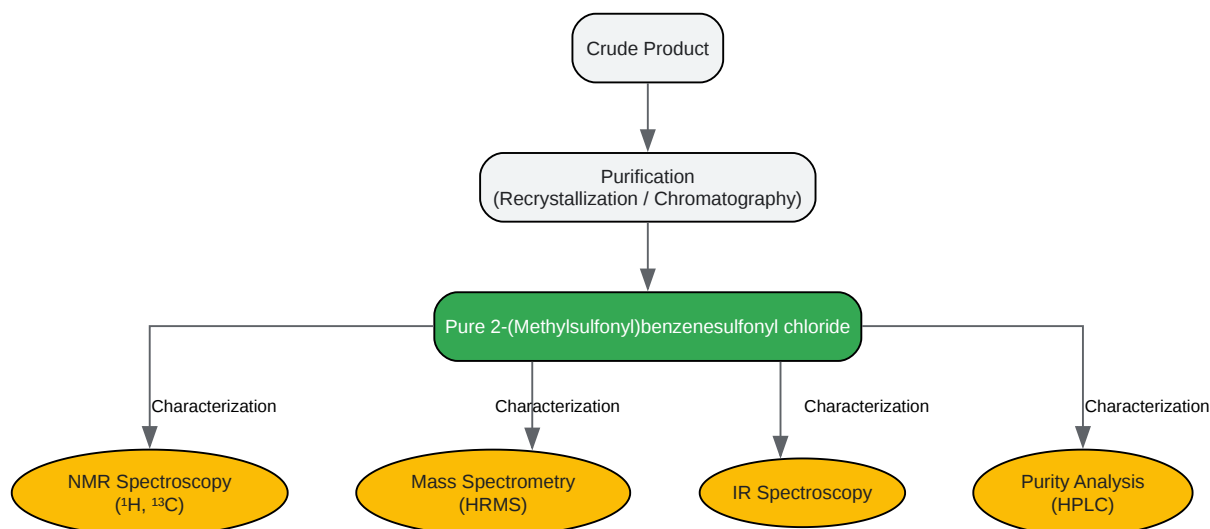 Crude Product
Purification
(Recrystallization / Chromatography)
Pure 2-(Methylsulfonyl)benzenesulfonyl chloride
Characterization
Characterization
Characterization
Characterization
NMR Spectroscopy
(¹H, ¹³C)
Mass Spectrometry
(HRMS)
IR Spectroscopy
Purity Analysis
(HPLC)